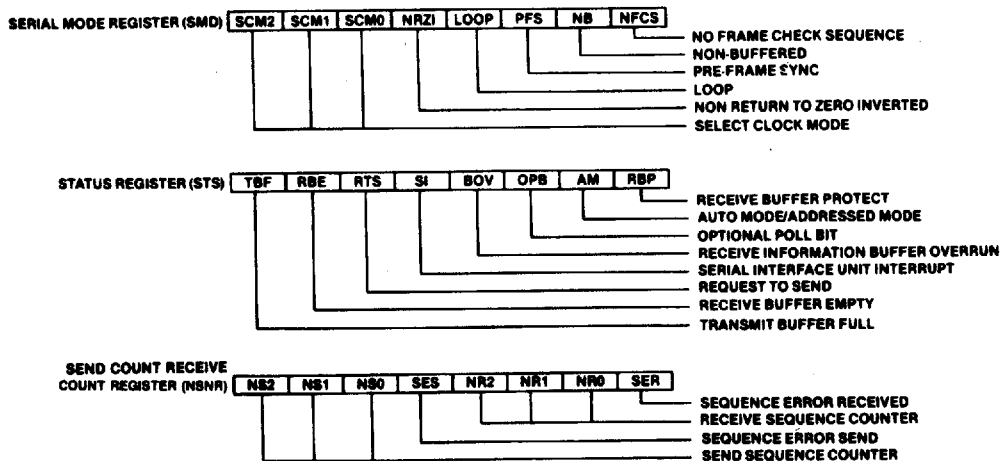 SERIAL MODE REGISTER (SMD) SCM2 SCM1 SCM0 NRZI LOOP PFS NB NFCS
NO FRAME CHECK SEQUENCE
NON-BUFFERED
PRE-FRAME SYNC
LOOP
NON RETURN TO ZERO INVERTED
SELECT CLOCK MODE
STATUS REGISTER (STS) TBF RBE RTS SI BOV OPB AM RBP
RECEIVE BUFFER PROTECT
AUTO MODE/ADDRESSED MODE
OPTIONAL POLL BIT
RECEIVE INFORMATION BUFFER OVERRUN
SERIAL INTERFACE UNIT INTERRUPT
REQUEST TO SEND
RECEIVE BUFFER EMPTY
TRANSMIT BUFFER FULL
SEND COUNT RECEIVE
COUNT REGISTER (NSNR) NS2 NS1 NS0 SES NR2 NR1 NR0 SER
SEQUENCE ERROR RECEIVED
RECEIVE SEQUENCE COUNTER
SEQUENCE ERROR SEND
SEND SEQUENCE COUNTER